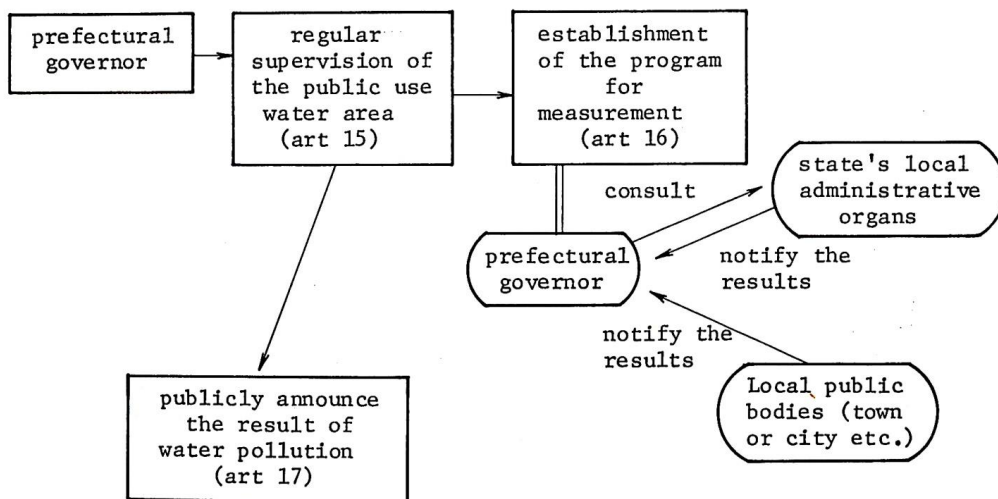 prefectural
governor
regular
supervision of
the public use
water area
(art 15)
establishment
of the program
for
measurement
(art 16)
consult
state's local
administrative
organs
prefectural
governor
notify the
results
notify the
results
Local public
bodies (town
or city etc.)
publicly announce
the result of
water pollution
(art 17)